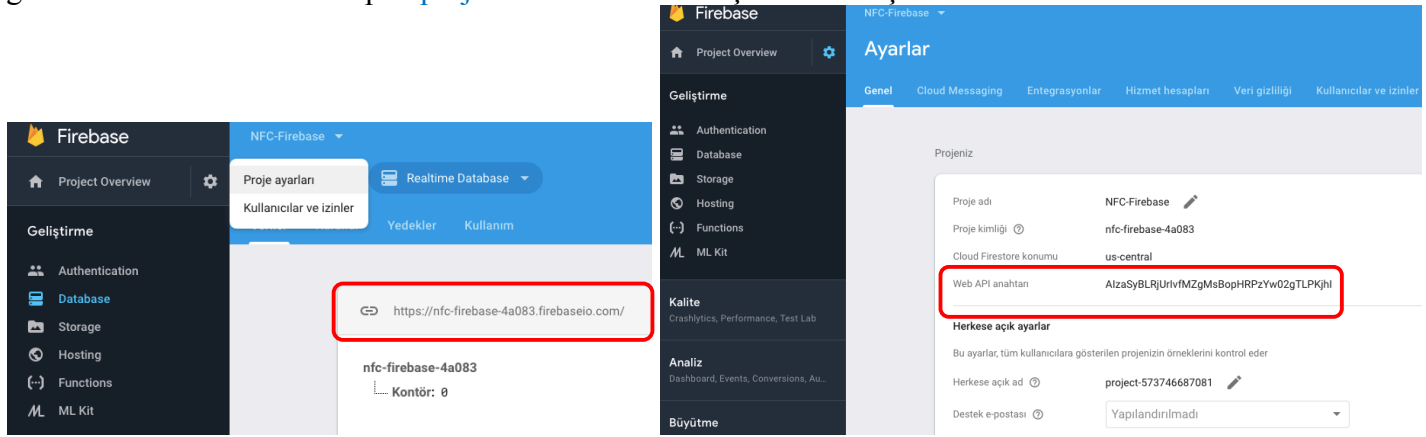 Firebase
NFC-Firebase
Project Overview
Proje ayarları
Kullanıcılar ve izinler
Realtime Database
Yedekler
Kullanım
Geliştirme
Authentication
Database
Storage
Hosting
Functions
ML Kit
https://nfc-firebase-4a083.firebaseio.com/
nfc-firebase-4a083
Kontör: 0
Firebase
NFC-Firebase
Project Overview
Ayarlar
Genel Cloud Messaging Entegrasyonlar Hizmet hesapları Veri gizliliği Kullanıcılar ve izinler
Geliştirme
Authentication
Database
Storage
Hosting
Functions
ML Kit
Kalite
Crashlytics, Performance, Test Lab
Analiz
Dashboard, Events, Conversions, Au...
Büyütme
Projeniz
Proje adı NFC-Firebase
Proje kimliği nfc-firebase-4a083
Cloud Firestore konumu us-central
Web API anahtarı
Herkese açık ayarlar
Bu ayarlar, tüm kullanıcılara gösterilen projenizin örneklerini kontrol eder
Herkese açık ad project-573746687081
Destek e-postası Yapılandırılmadı